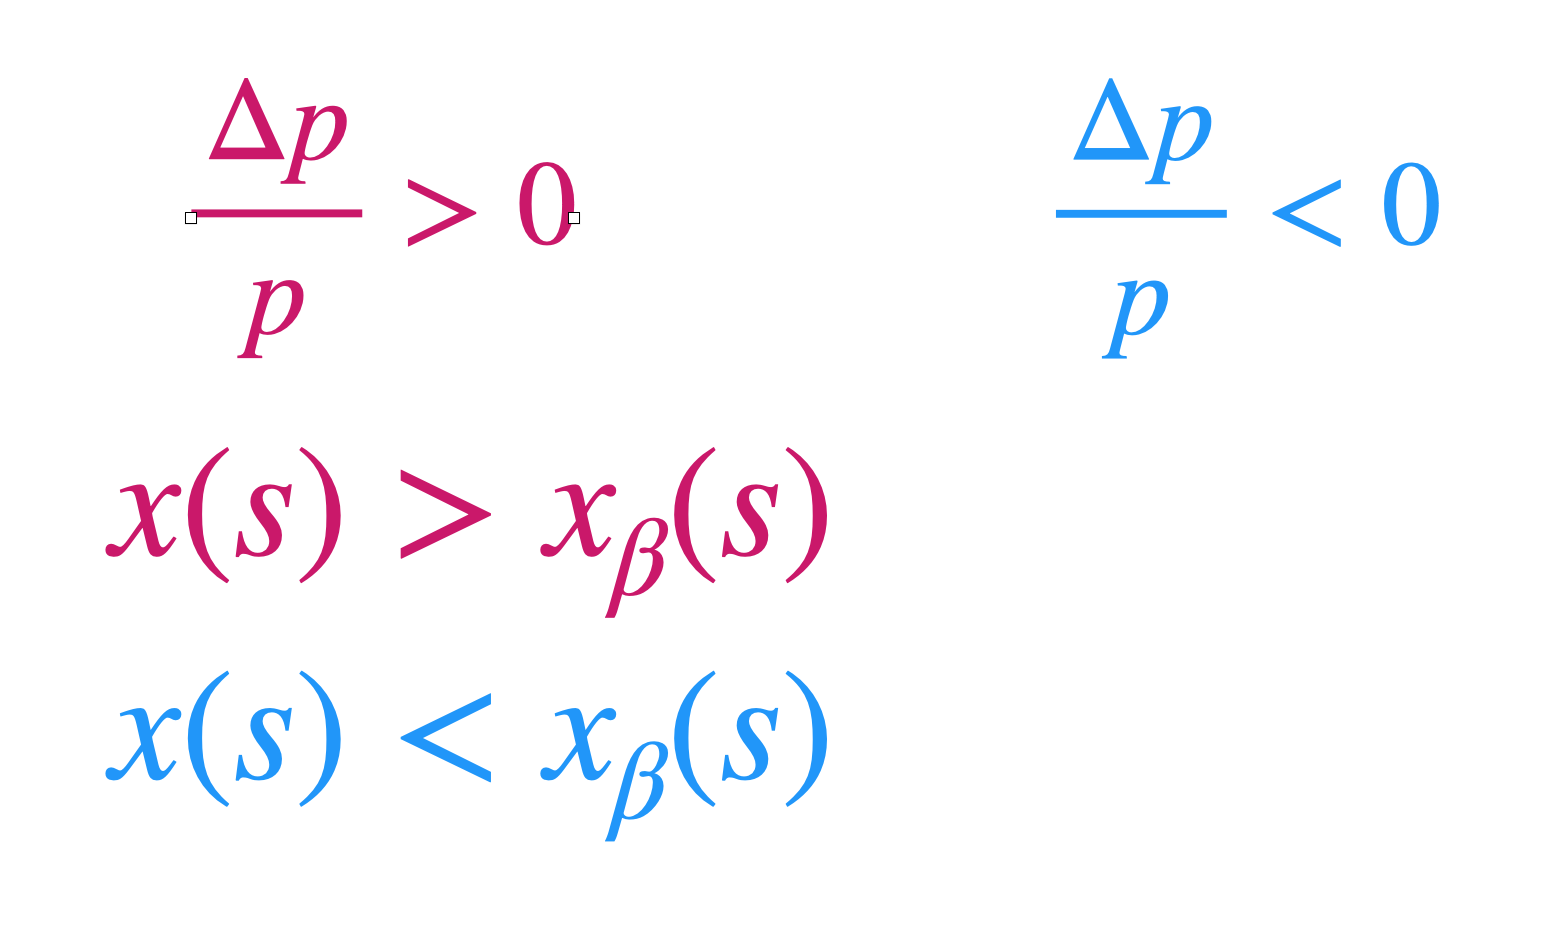 Δp/p > 0
Δp/p < 0
x(s) > x_β(s)
x(s) < x_β(s)